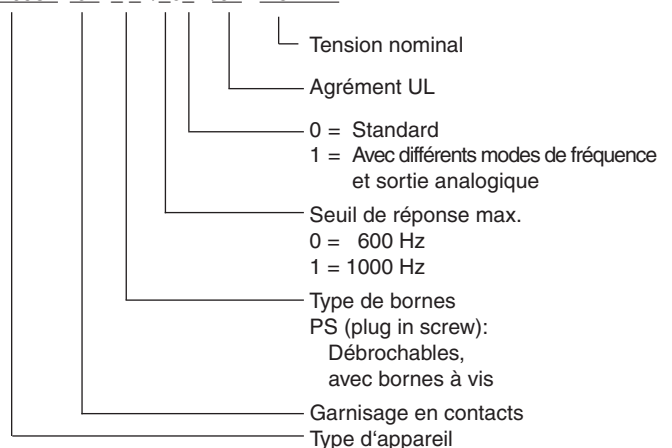 Tension nominal
Agrément UL
0 = Standard
1 = Avec différents modes de fréquence
et sortie analogique
Seuil de réponse max.
0 = 600 Hz
1 = 1000 Hz
Type de bornes
PS (plug in screw):
Débrochables,
avec bornes à vis
Garnisage en contacts
Type d'appareil